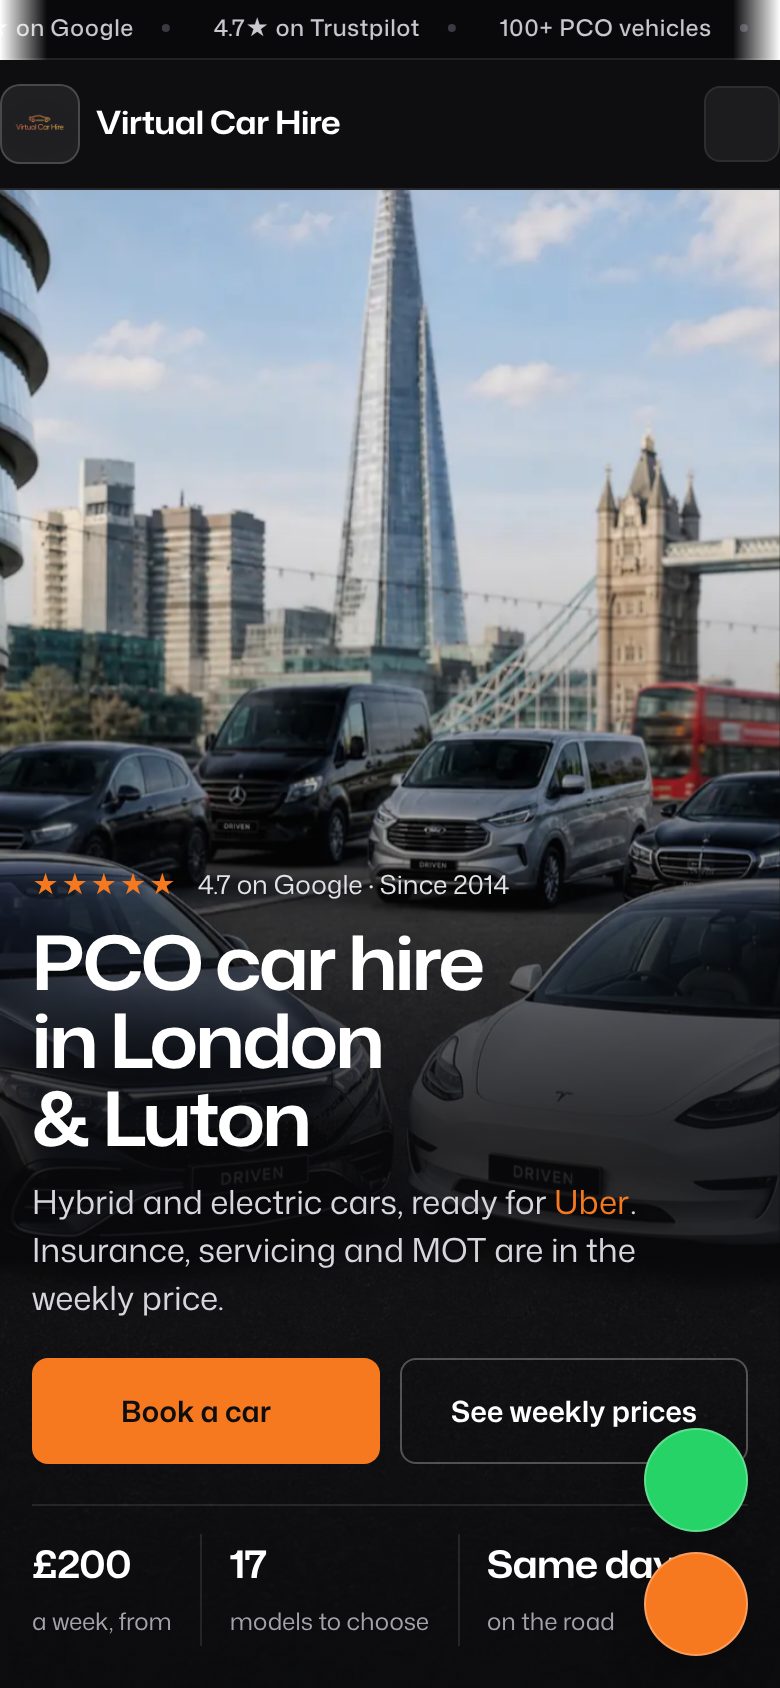 on Google • 4.7★ on Trustpilot • 100+ PCO vehicles •
Virtual Car Hire
Virtual Car Hire
DRIVEN
DRIVEN
★★★★★ 4.7 on Google · Since 2014
PCO car hire
in London
& Luton
DRIVEN
DRIVEN
Hybrid and electric cars, ready for Uber.
Insurance, servicing and MOT are in the
weekly price.
Book a car
See weekly prices
£200
a week, from
17
models to choose
Same day
on the road